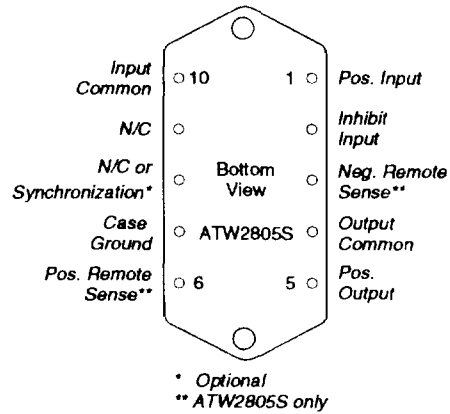 Input
Common
10
1
Pos. Input
N/C
Inhibit
Input
N/C or
Synchronization*
Bottom
View
Neg. Remote
Sense**
Case
Ground
ATW2805S
Output
Common
Pos. Remote
Sense**
6
5
Pos.
Output
* Optional
** ATW2805S only